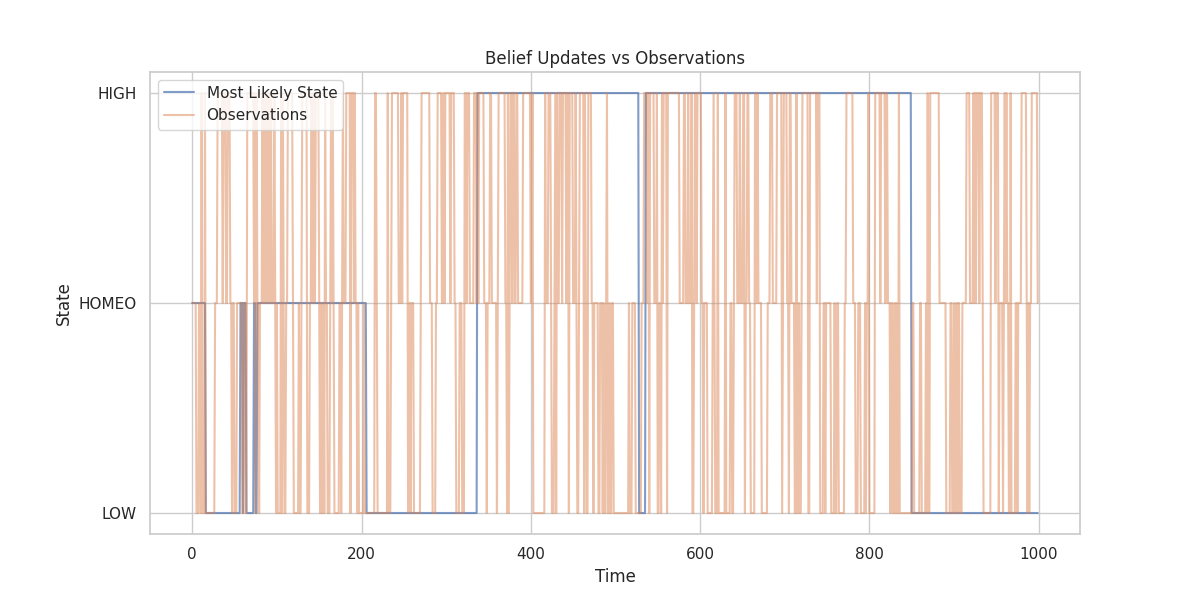 Belief Updates vs Observations
HIGH
Most Likely State
Observations
State
HOMEO
LOW
0
200
400
600
800
1000
Time